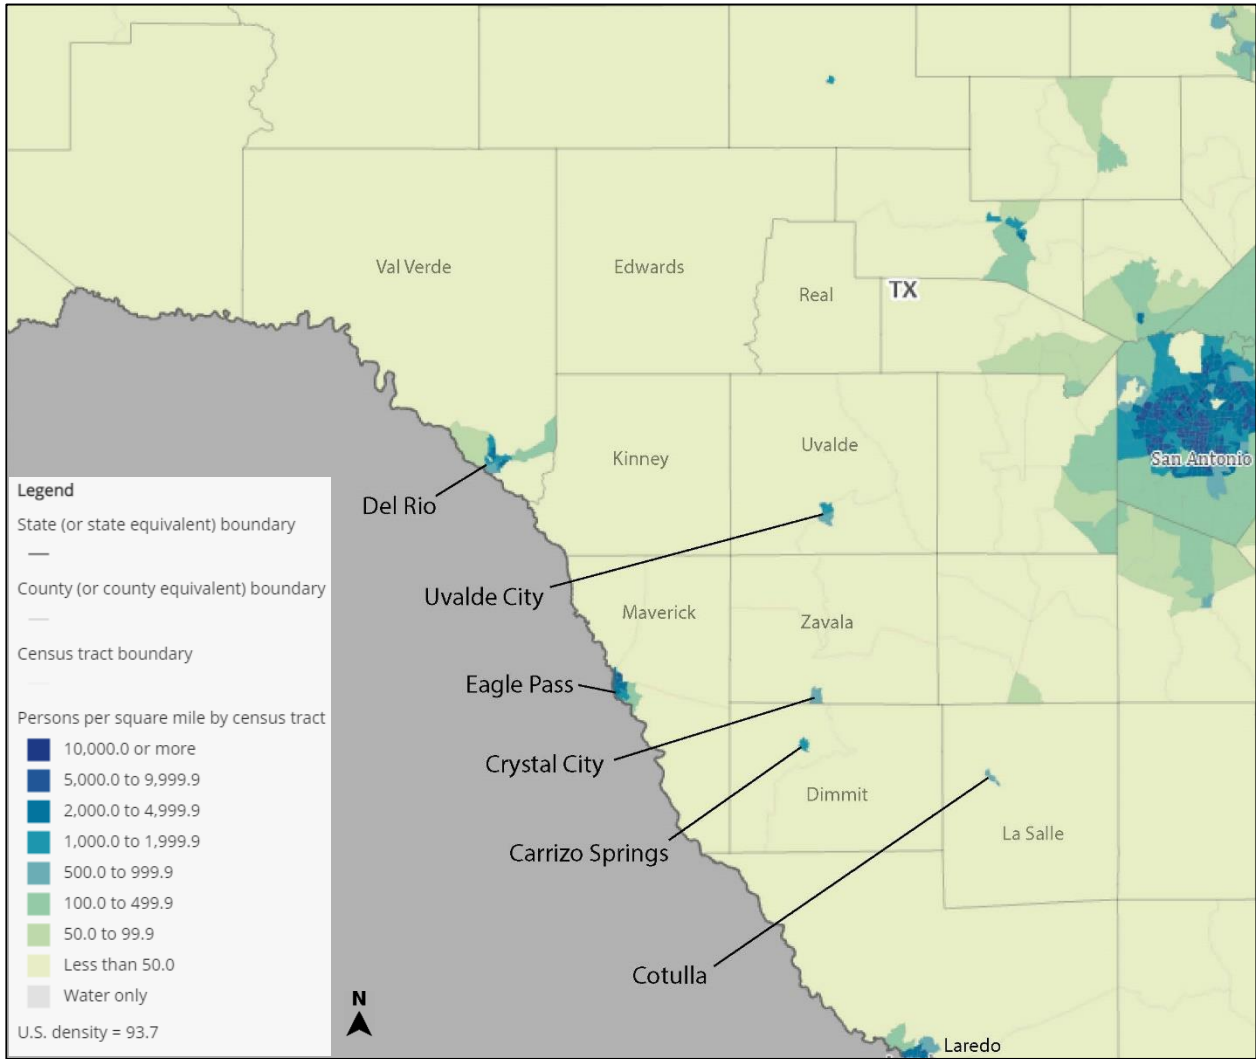 Val Verde
Edwards
Real
TX
Kinney
Uvalde
San Antonio
Del Rio
Uvalde City
Maverick
Zavala
Eagle Pass
Crystal City
Dimmit
Carrizo Springs
La Salle
Cotulla
Laredo
Legend
State (or state equivalent) boundary
County (or county equivalent) boundary
Census tract boundary
Persons per square mile by census tract
10,000.0 or more
5,000.0 to 9,999.9
2,000.0 to 4,999.9
1,000.0 to 1,999.9
500.0 to 999.9
100.0 to 499.9
50.0 to 99.9
Less than 50.0
Water only
U.S. density = 93.7
N